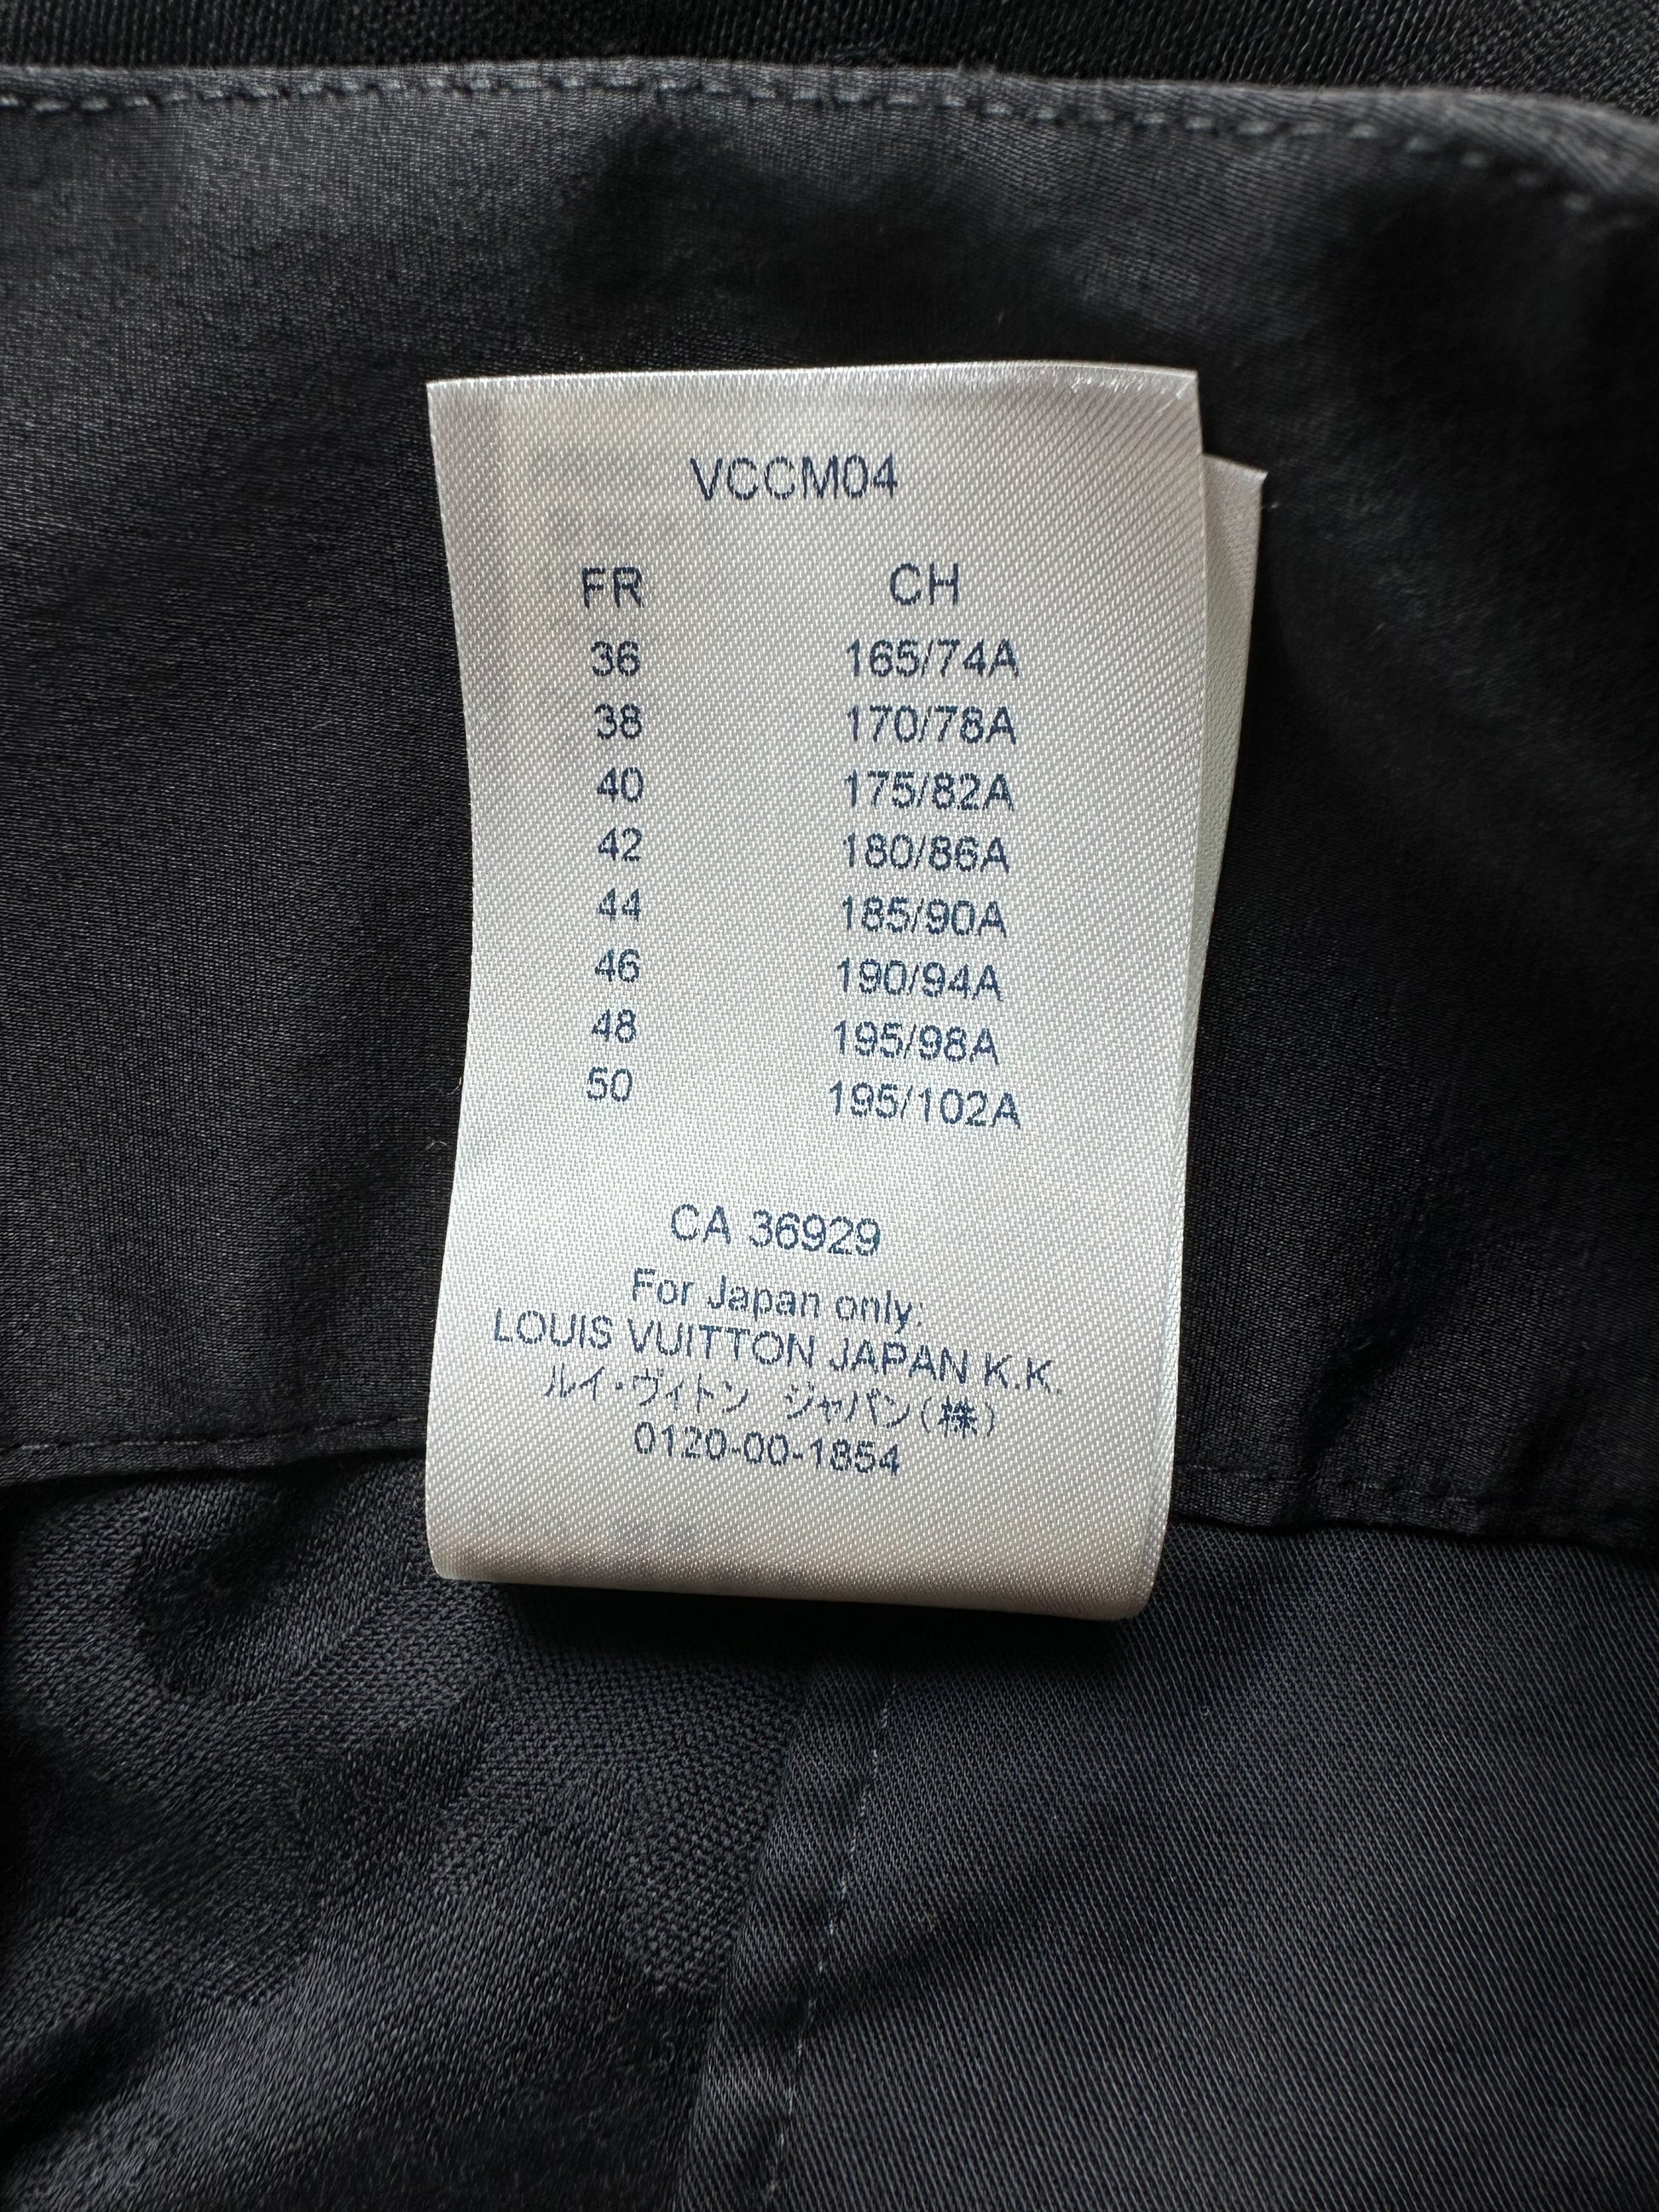 VCCM04
FR CH
36 165/74A
38 170/78A
40 175/82A
42 180/86A
44 185/90A
46 190/94A
48 195/98A
50 195/102A
CA 36929
For Japan only:
LOUIS VUITTON JAPAN K.K.
ルイ・ヴィトン ジャパン(株)
0120-00-1854